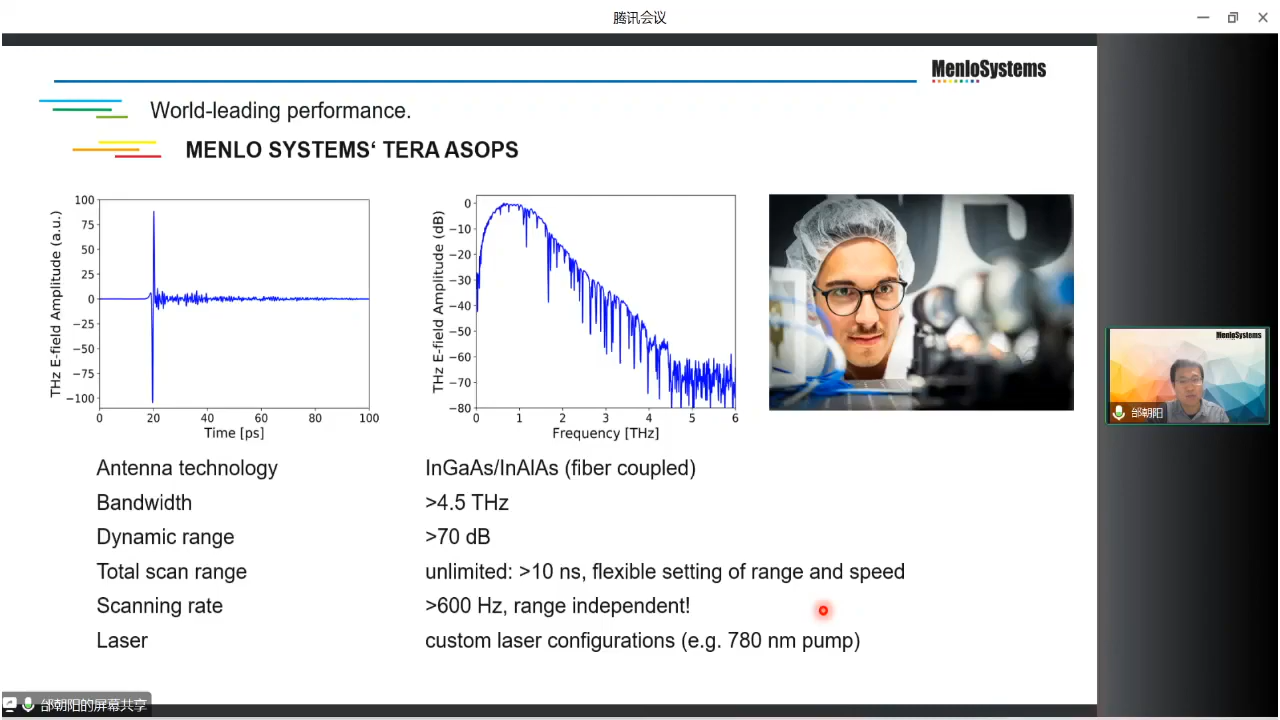 腾讯会议
MenloSystems
World-leading performance.
MENLO SYSTEMS‘ TERA ASOPS
100
75
50
25
0
−25
−50
−75
−100
THz E-field Amplitude (a.u.)
0 20 40 60 80 100
Time [ps]
0
−10
−20
−30
−40
−50
−60
−70
−80
THz E-field Amplitude (dB)
0 1 2 3 4 5 6
Frequency [THz]
Antenna technology InGaAs/InAlAs (fiber coupled)
Bandwidth >4.5 THz
Dynamic range >70 dB
Total scan range unlimited: >10 ns, flexible setting of range and speed
Scanning rate >600 Hz, range independent!
Laser custom laser configurations (e.g. 780 nm pump)
MenloSystems
邰朝阳
邰朝阳的屏幕共享